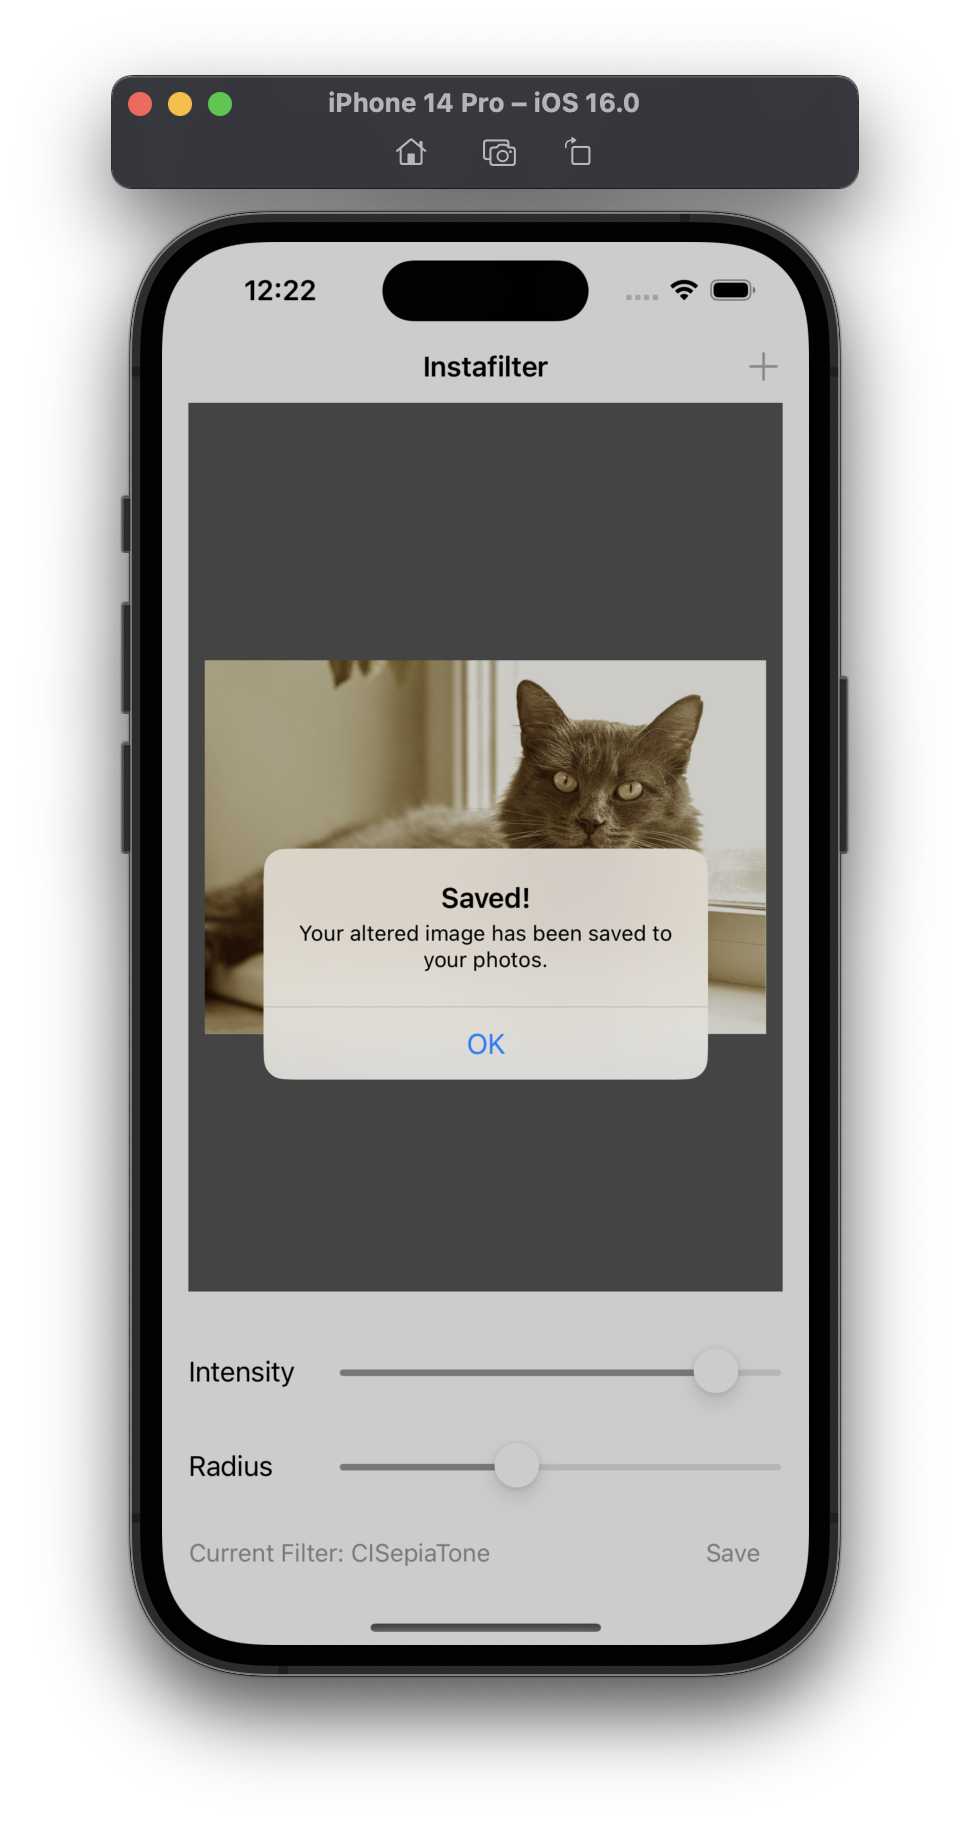 iPhone 14 Pro – iOS 16.0
12:22
Instafilter
Saved!
Your altered image has been saved to
your photos.
OK
Intensity
Radius
Current Filter: CISepiaTone
Save